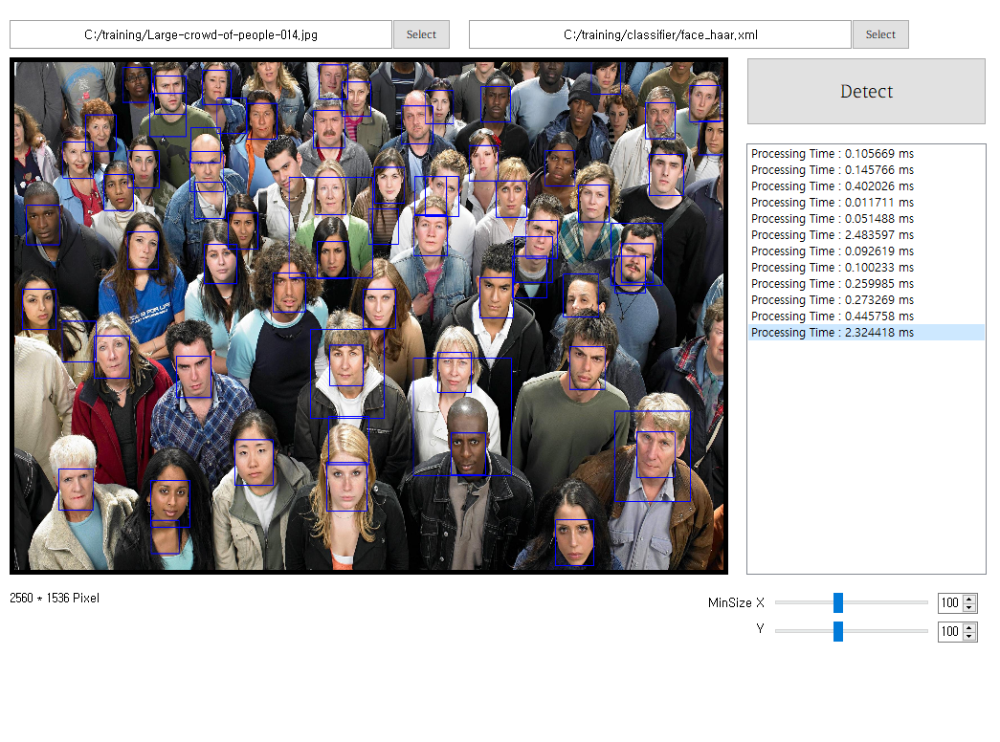 C:/training/Large-crowd-of-people-014.jpg Select C:/training/classifier/face_haar.xml Select
Detect
Processing Time : 0.105669 ms
Processing Time : 0.145766 ms
Processing Time : 0.402026 ms
Processing Time : 0.011711 ms
Processing Time : 0.051488 ms
Processing Time : 2.483597 ms
Processing Time : 0.092619 ms
Processing Time : 0.100233 ms
Processing Time : 0.259985 ms
Processing Time : 0.273269 ms
Processing Time : 0.445758 ms
Processing Time : 2.324418 ms
2560 * 1536 Pixel
MinSize X 100
Y 100